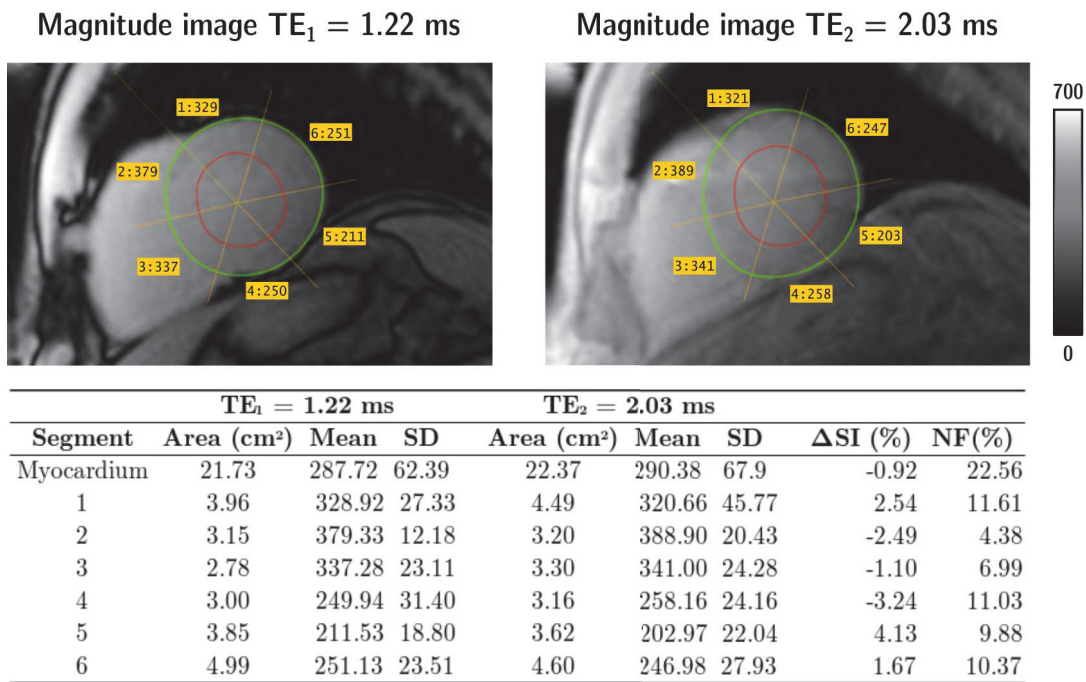 Magnitude image TE₁ = 1.22 ms
Magnitude image TE₂ = 2.03 ms
1:329
6:251
2:379
5:211
3:337
4:250
1:321
6:247
2:389
5:203
3:341
4:258
700
0
TE₁ = 1.22 ms TE₂ = 2.03 ms
Segment Area (cm²) Mean SD Area (cm²) Mean SD ΔSI (%) NF(%)
Myocardium 21.73 287.72 62.39 22.37 290.38 67.9 -0.92 22.56
1 3.96 328.92 27.33 4.49 320.66 45.77 2.54 11.61
2 3.15 379.33 12.18 3.20 388.90 20.43 -2.49 4.38
3 2.78 337.28 23.11 3.30 341.00 24.28 -1.10 6.99
4 3.00 249.94 31.40 3.16 258.16 24.16 -3.24 11.03
5 3.85 211.53 18.80 3.62 202.97 22.04 4.13 9.88
6 4.99 251.13 23.51 4.60 246.98 27.93 1.67 10.37